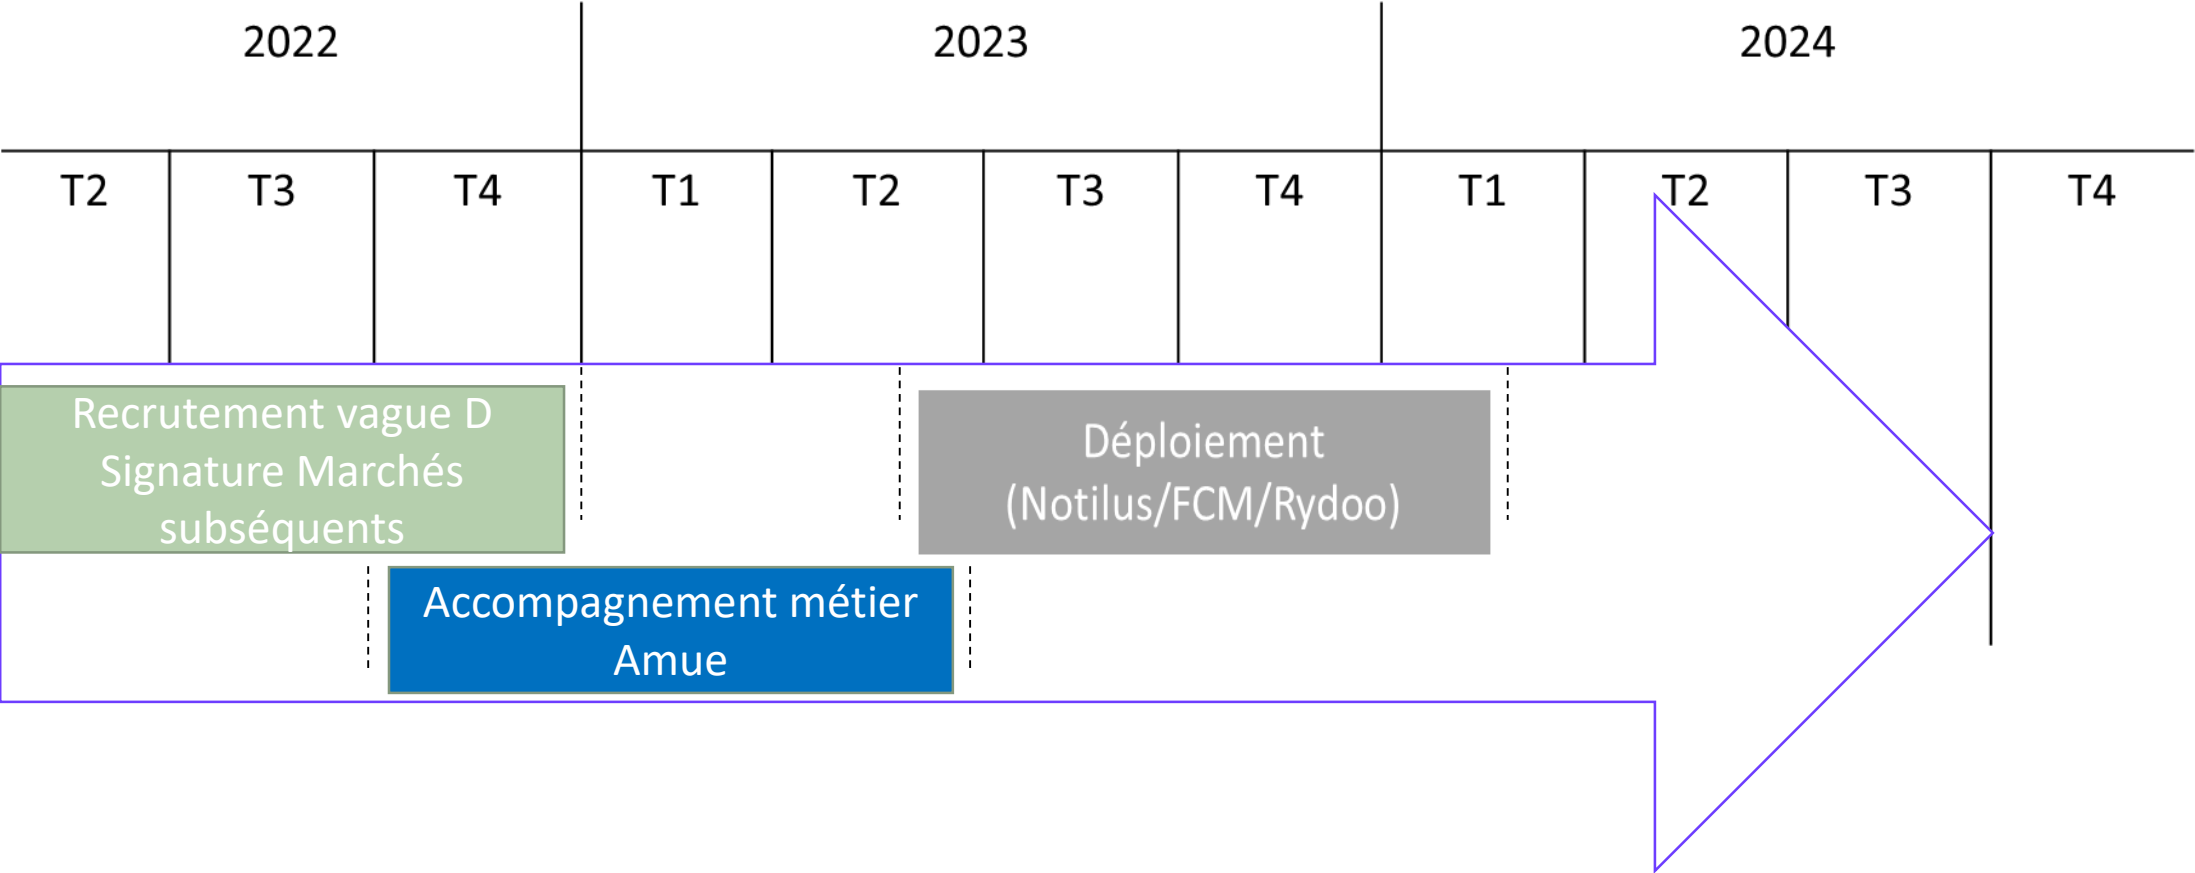 2022 2023 2024
T2 T3 T4 T1 T2 T3 T4 T1 T2 T3 T4
Recrutement vague D
Signature Marchés
subséquents
Déploiement
(Notilus/FCM/Rydoo)
Accompagnement métier
Amue